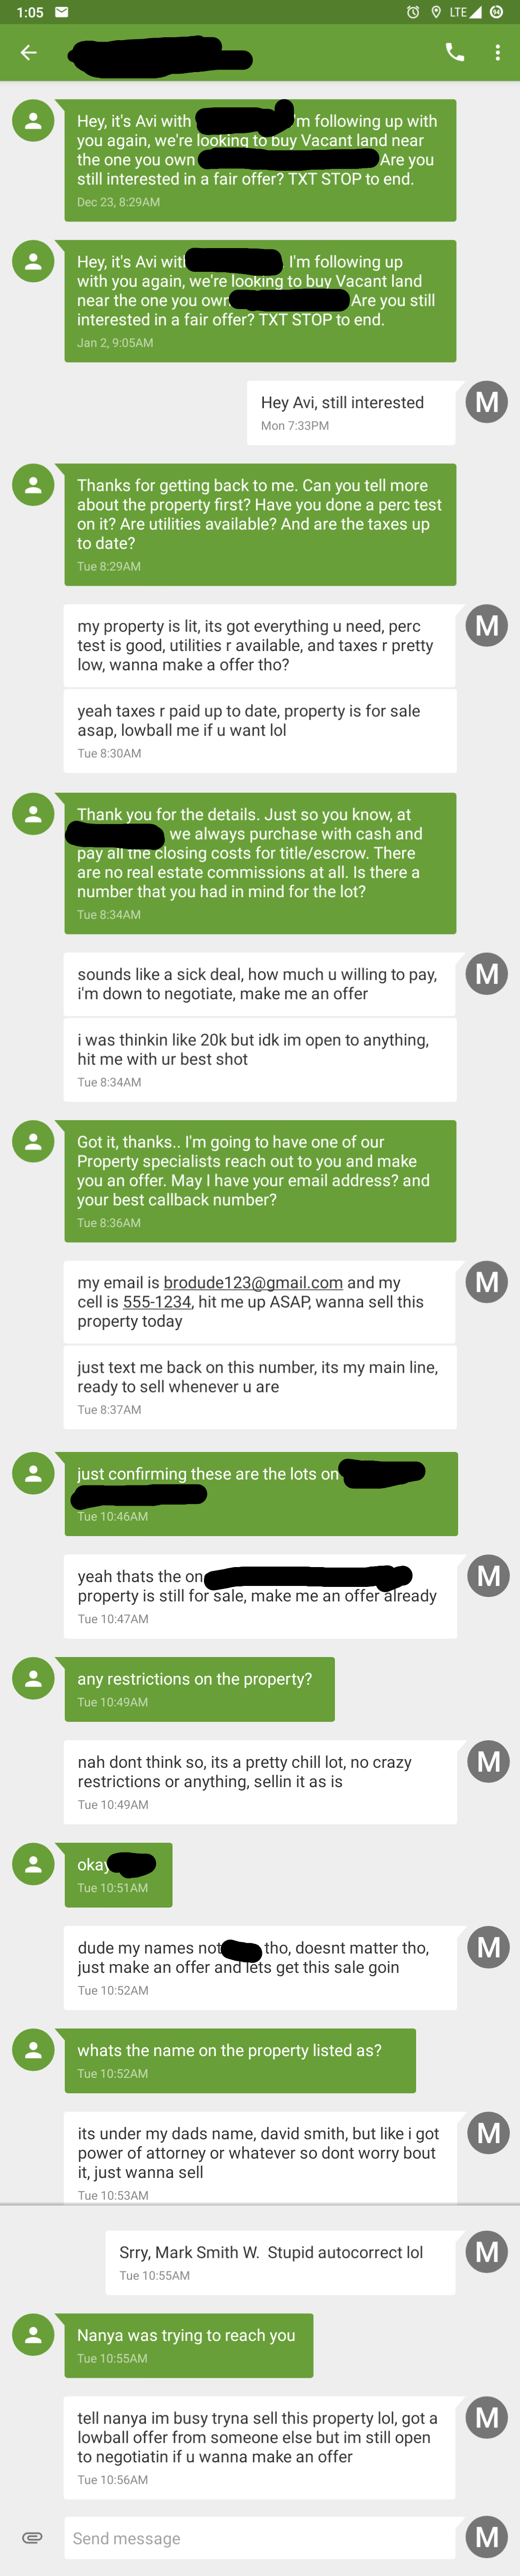 1:05
LTE
94
Hey, it's Avi with 'm following up with
you again, we're looking to buy Vacant land near
the one you own Are you
still interested in a fair offer? TXT STOP to end.
Dec 23, 8:29AM
Hey, it's Avi with I'm following up
with you again, we're looking to buy Vacant land
near the one you own Are you still
interested in a fair offer? TXT STOP to end.
Jan 2, 9:05AM
Hey Avi, still interested
Mon 7:33PM
M
Thanks for getting back to me. Can you tell more
about the property first? Have you done a perc test
on it? Are utilities available? And are the taxes up
to date?
Tue 8:29AM
my property is lit, its got everything u need, perc
test is good, utilities r available, and taxes r pretty
low, wanna make a offer tho?
M
yeah taxes r paid up to date, property is for sale
asap, lowball me if u want lol
Tue 8:30AM
Thank you for the details. Just so you know, at
we always purchase with cash and
pay all the closing costs for title/escrow. There
are no real estate commissions at all. Is there a
number that you had in mind for the lot?
Tue 8:34AM
sounds like a sick deal, how much u willing to pay,
i'm down to negotiate, make me an offer
M
i was thinkin like 20k but idk im open to anything,
hit me with ur best shot
Tue 8:34AM
Got it, thanks.. I'm going to have one of our
Property specialists reach out to you and make
you an offer. May I have your email address? and
your best callback number?
Tue 8:36AM
my email is brodude123@gmail.com and my
cell is 555-1234, hit me up ASAP, wanna sell this
property today
M
just text me back on this number, its my main line,
ready to sell whenever u are
Tue 8:37AM
just confirming these are the lots on
Tue 10:46AM
yeah thats the on
property is still for sale, make me an offer already
Tue 10:47AM
M
any restrictions on the property?
Tue 10:49AM
nah dont think so, its a pretty chill lot, no crazy
restrictions or anything, sellin it as is
Tue 10:49AM
M
okay
Tue 10:51AM
dude my names not tho, doesnt matter tho,
just make an offer and lets get this sale goin
Tue 10:52AM
M
whats the name on the property listed as?
Tue 10:52AM
its under my dads name, david smith, but like i got
power of attorney or whatever so dont worry bout
it, just wanna sell
Tue 10:53AM
M
Srry, Mark Smith W. Stupid autocorrect lol
Tue 10:55AM
M
Nanya was trying to reach you
Tue 10:55AM
tell nanya im busy tryna sell this property lol, got a
lowball offer from someone else but im still open
to negotiatin if u wanna make an offer
Tue 10:56AM
M
Send message
M